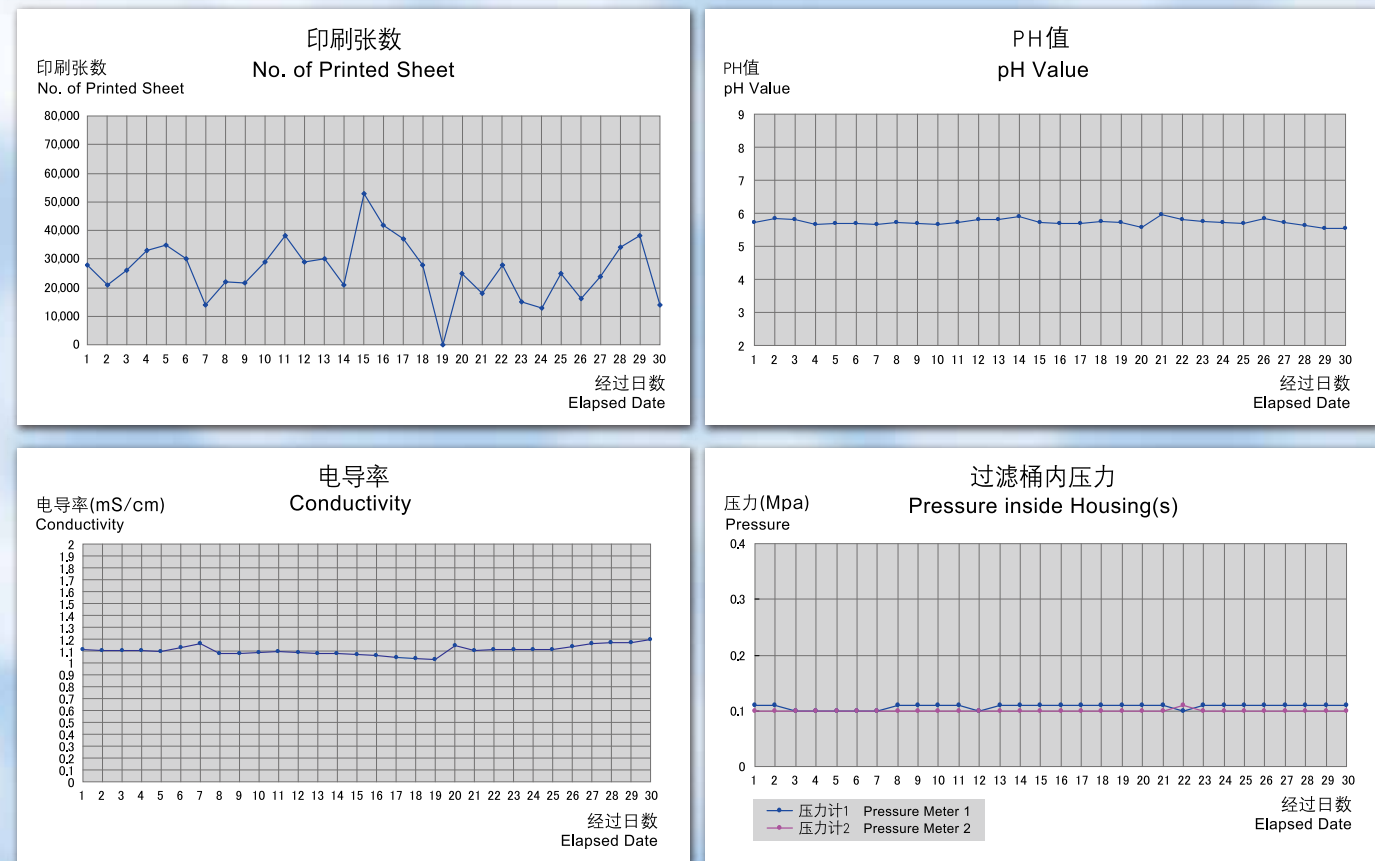 印刷张数
No. of Printed Sheet
印刷张数
No. of Printed Sheet
80,000
70,000
60,000
50,000
40,000
30,000
20,000
10,000
0
1 2 3 4 5 6 7 8 9 10 11 12 13 14 15 16 17 18 19 20 21 22 23 24 25 26 27 28 29 30
经过日数
Elapsed Date
PH值
pH Value
PH值
pH Value
9
8
7
6
5
4
3
2
1 2 3 4 5 6 7 8 9 10 11 12 13 14 15 16 17 18 19 20 21 22 23 24 25 26 27 28 29 30
经过日数
Elapsed Date
电导率
Conductivity
电导率(mS/cm)
Conductivity
2
1.9
1.8
1.7
1.6
1.5
1.4
1.3
1.2
1.1
1
0.9
0.8
0.7
0.6
0.5
0.4
0.3
0.2
0.1
0
1 2 3 4 5 6 7 8 9 10 11 12 13 14 15 16 17 18 19 20 21 22 23 24 25 26 27 28 29 30
经过日数
Elapsed Date
过滤桶内压力
Pressure inside Housing(s)
压力(Mpa)
Pressure
0.4
0.3
0.2
0.1
0
1 2 3 4 5 6 7 8 9 10 11 12 13 14 15 16 17 18 19 20 21 22 23 24 25 26 27 28 29 30
压力计1 Pressure Meter 1
压力计2 Pressure Meter 2
经过日数
Elapsed Date